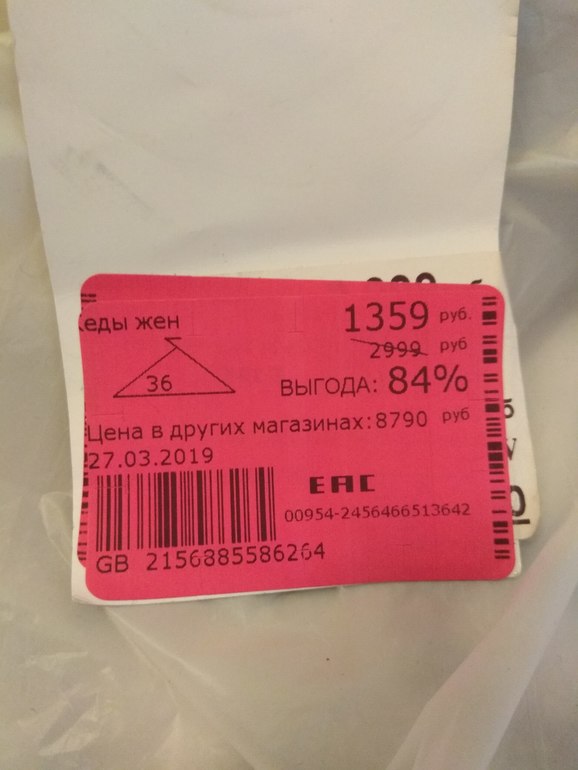 Кеды жен
1359 руб.
2999 руб
36
ВЫГОДА: 84%
Цена в других магазинах: 8790 руб
27.03.2019
EAC
00954-2456466513642
GB 2156885586264